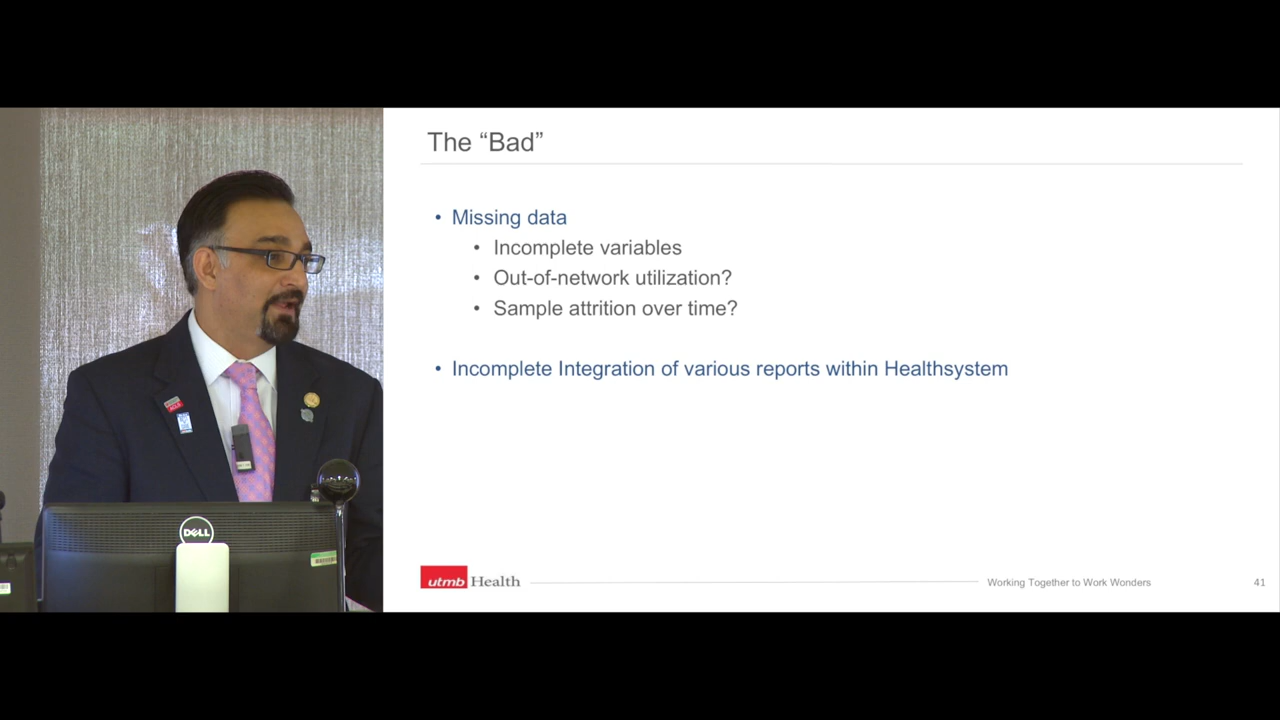 The “Bad”
• Missing data
• Incomplete variables
• Out-of-network utilization?
• Sample attrition over time?
• Incomplete Integration of various reports within Healthsystem
DELL
utmb Health
Working Together to Work Wonders
41